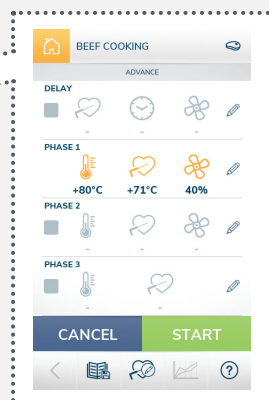 BEEF COOKING
ADVANCE
DELAY
- - -
PHASE 1
+80°C +71°C 40%
PHASE 2
- - -
PHASE 3
- -
CANCEL START
?